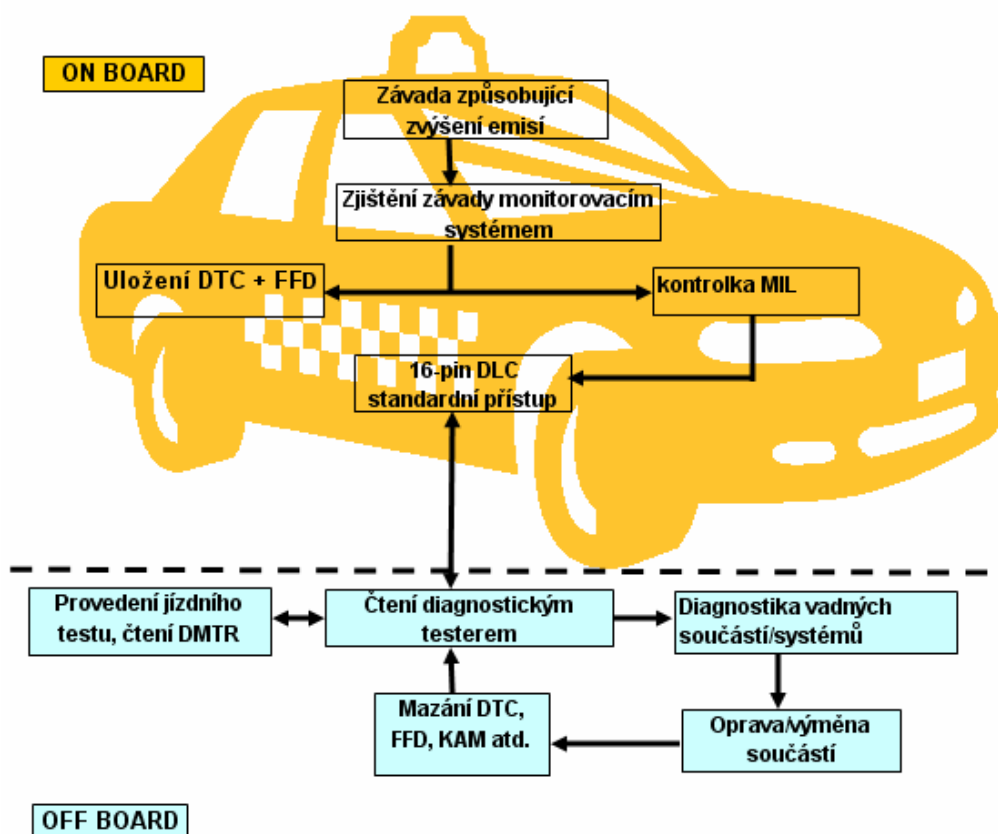 ON BOARD
Závada způsobující
zvýšení emisí
Zjištění závady monitorovacím
systémem
Uložení DTC + FFD
kontrolka MIL
16-pin DLC
standardní přístup
Provedení jízdního
testu, čtení DMTR
Čtení diagnostickým
testerem
Diagnostika vadných
součástí/systémů
Mazání DTC,
FFD, KAM atd.
Oprava/výměna
součástí
OFF BOARD